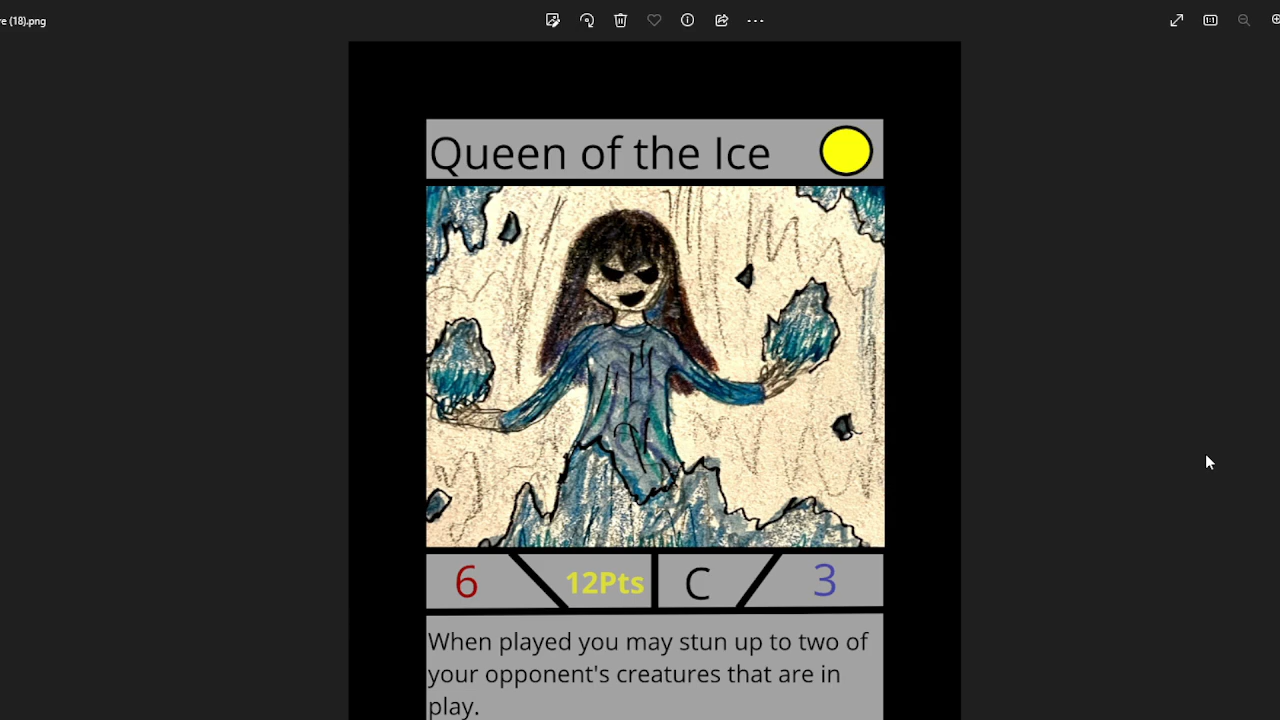 (18).png
Queen of the Ice
6 12Pts C 3
When played you may stun up to two of
your opponent's creatures that are in
play.